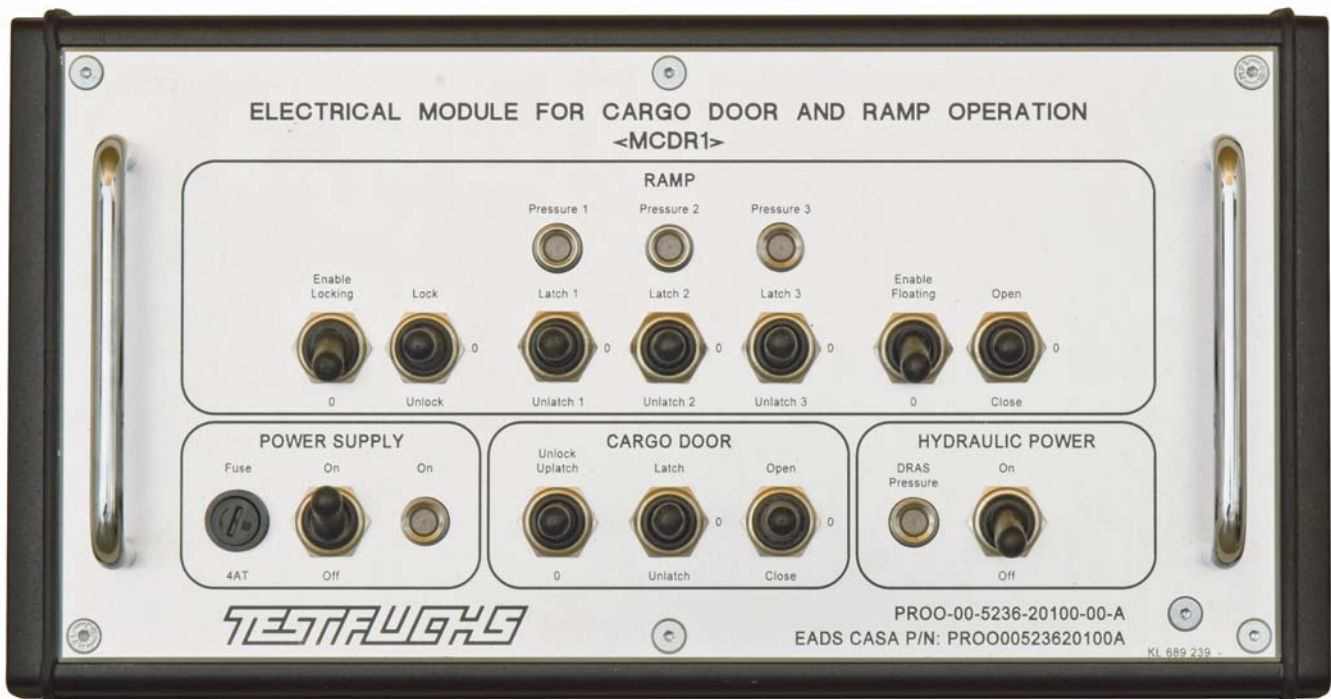 ELECTRICAL MODULE FOR CARGO DOOR AND RAMP OPERATION
<MCDR1>
RAMP
Pressure 1 Pressure 2 Pressure 3
Enable Locking Lock Latch 1 Latch 2 Latch 3 Enable Floating Open
0 0 0 0 0
0 Unlock Unlatch 1 Unlatch 2 Unlatch 3 0 Close
POWER SUPPLY
Fuse On On
4AT Off
CARGO DOOR
Unlock Uplatch Latch Open
0 0
0 Unlatch Close
HYDRAULIC POWER
DRAS Pressure On
Off
TESTFUCHS
PROO-00-5236-20100-00-A
EADS CASA P/N: PROO00523620100A
KL 689 239 -